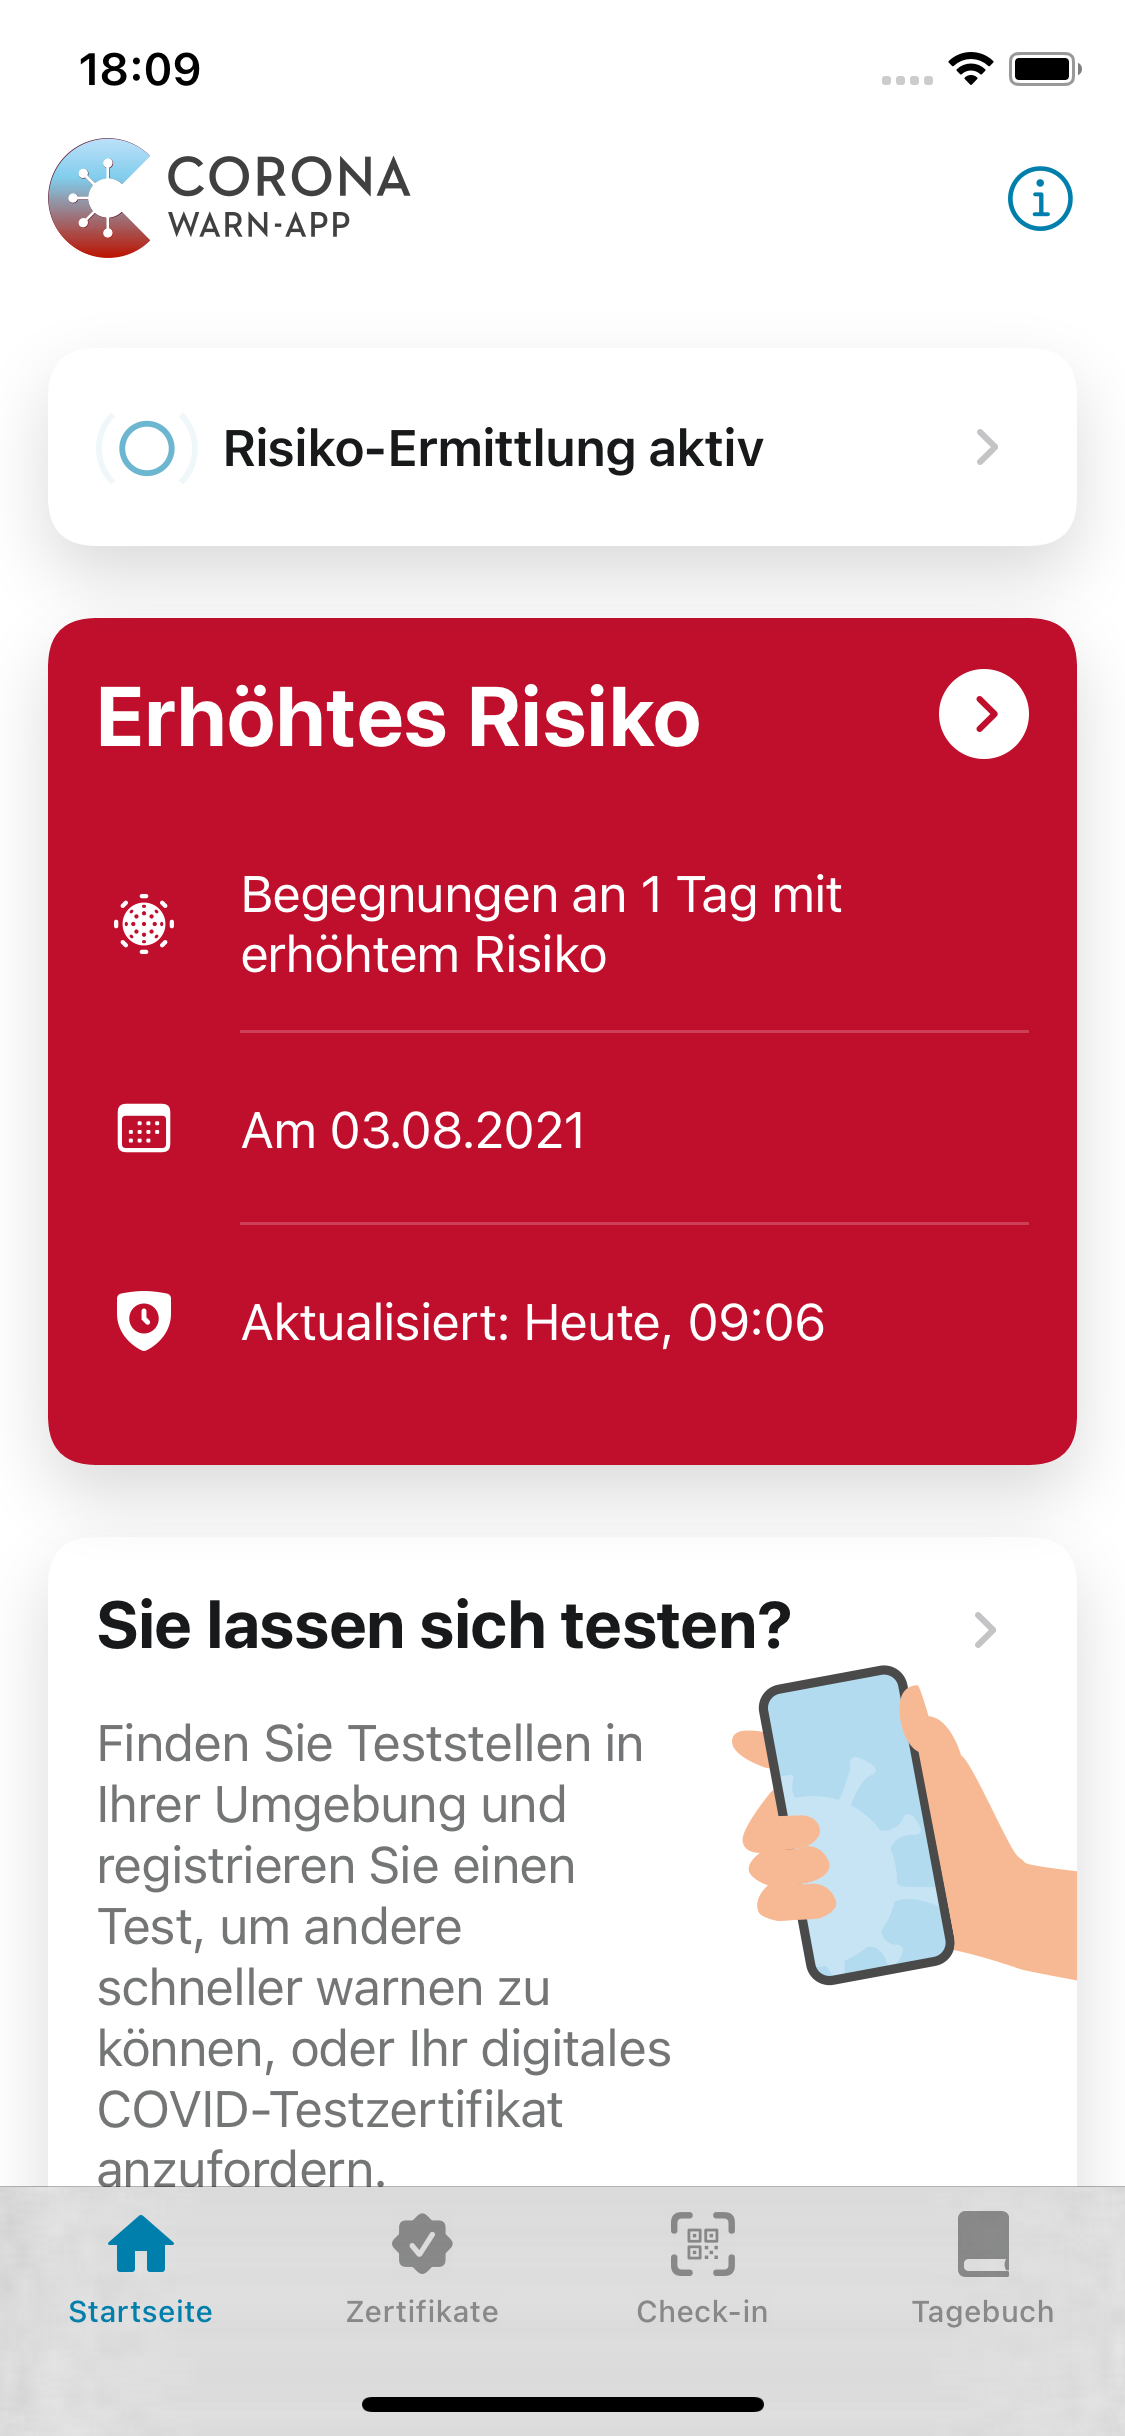 18:09
CORONA
WARN-APP
Risiko-Ermittlung aktiv
Erhöhtes Risiko
Begegnungen an 1 Tag mit
erhöhtem Risiko
Am 03.08.2021
Aktualisiert: Heute, 09:06
Sie lassen sich testen?
Finden Sie Teststellen in
Ihrer Umgebung und
registrieren Sie einen
Test, um andere
schneller warnen zu
können, oder Ihr digitales
COVID-Testzertifikat
anzufordern.
Startseite
Zertifikate
Check-in
Tagebuch